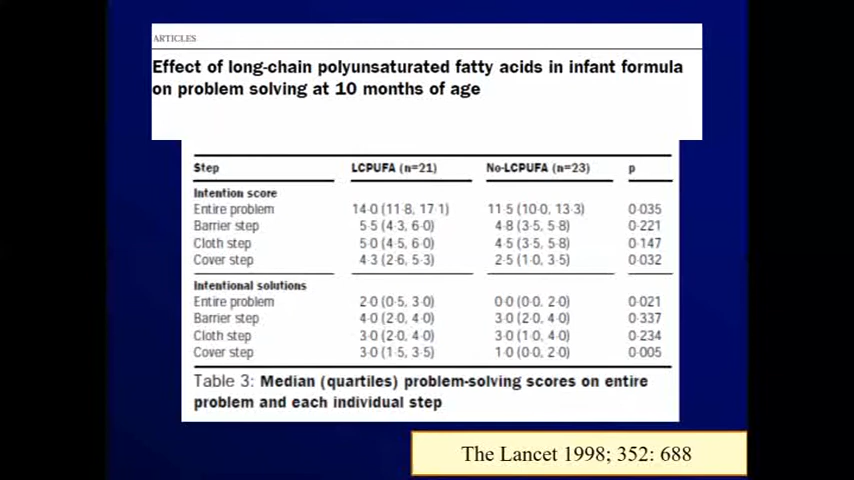 ARTICLES
Effect of long-chain polyunsaturated fatty acids in infant formula
on problem solving at 10 months of age
Step LCPUFA (n=21) No-LCPUFA (n=23) p
Intention score
Entire problem 14·0 (11·8, 17·1) 11·5 (10·0, 13·3) 0·035
Barrier step 5·5 (4·3, 6·0) 4·8 (3·5, 5·8) 0·221
Cloth step 5·0 (4·5, 6·0) 4·5 (3·5, 5·8) 0·147
Cover step 4·3 (2·6, 5·3) 2·5 (1·0, 3·5) 0·032
Intentional solutions
Entire problem 2·0 (0·5, 3·0) 0·0 (0·0, 2·0) 0·021
Barrier step 4·0 (2·0, 4·0) 3·0 (2·0, 4·0) 0·337
Cloth step 3·0 (2·0, 4·0) 3·0 (1·0, 4·0) 0·234
Cover step 3·0 (1·5, 3·5) 1·0 (0·0, 2·0) 0·005
Table 3: Median (quartiles) problem-solving scores on entire
problem and each individual step
The Lancet 1998; 352: 688